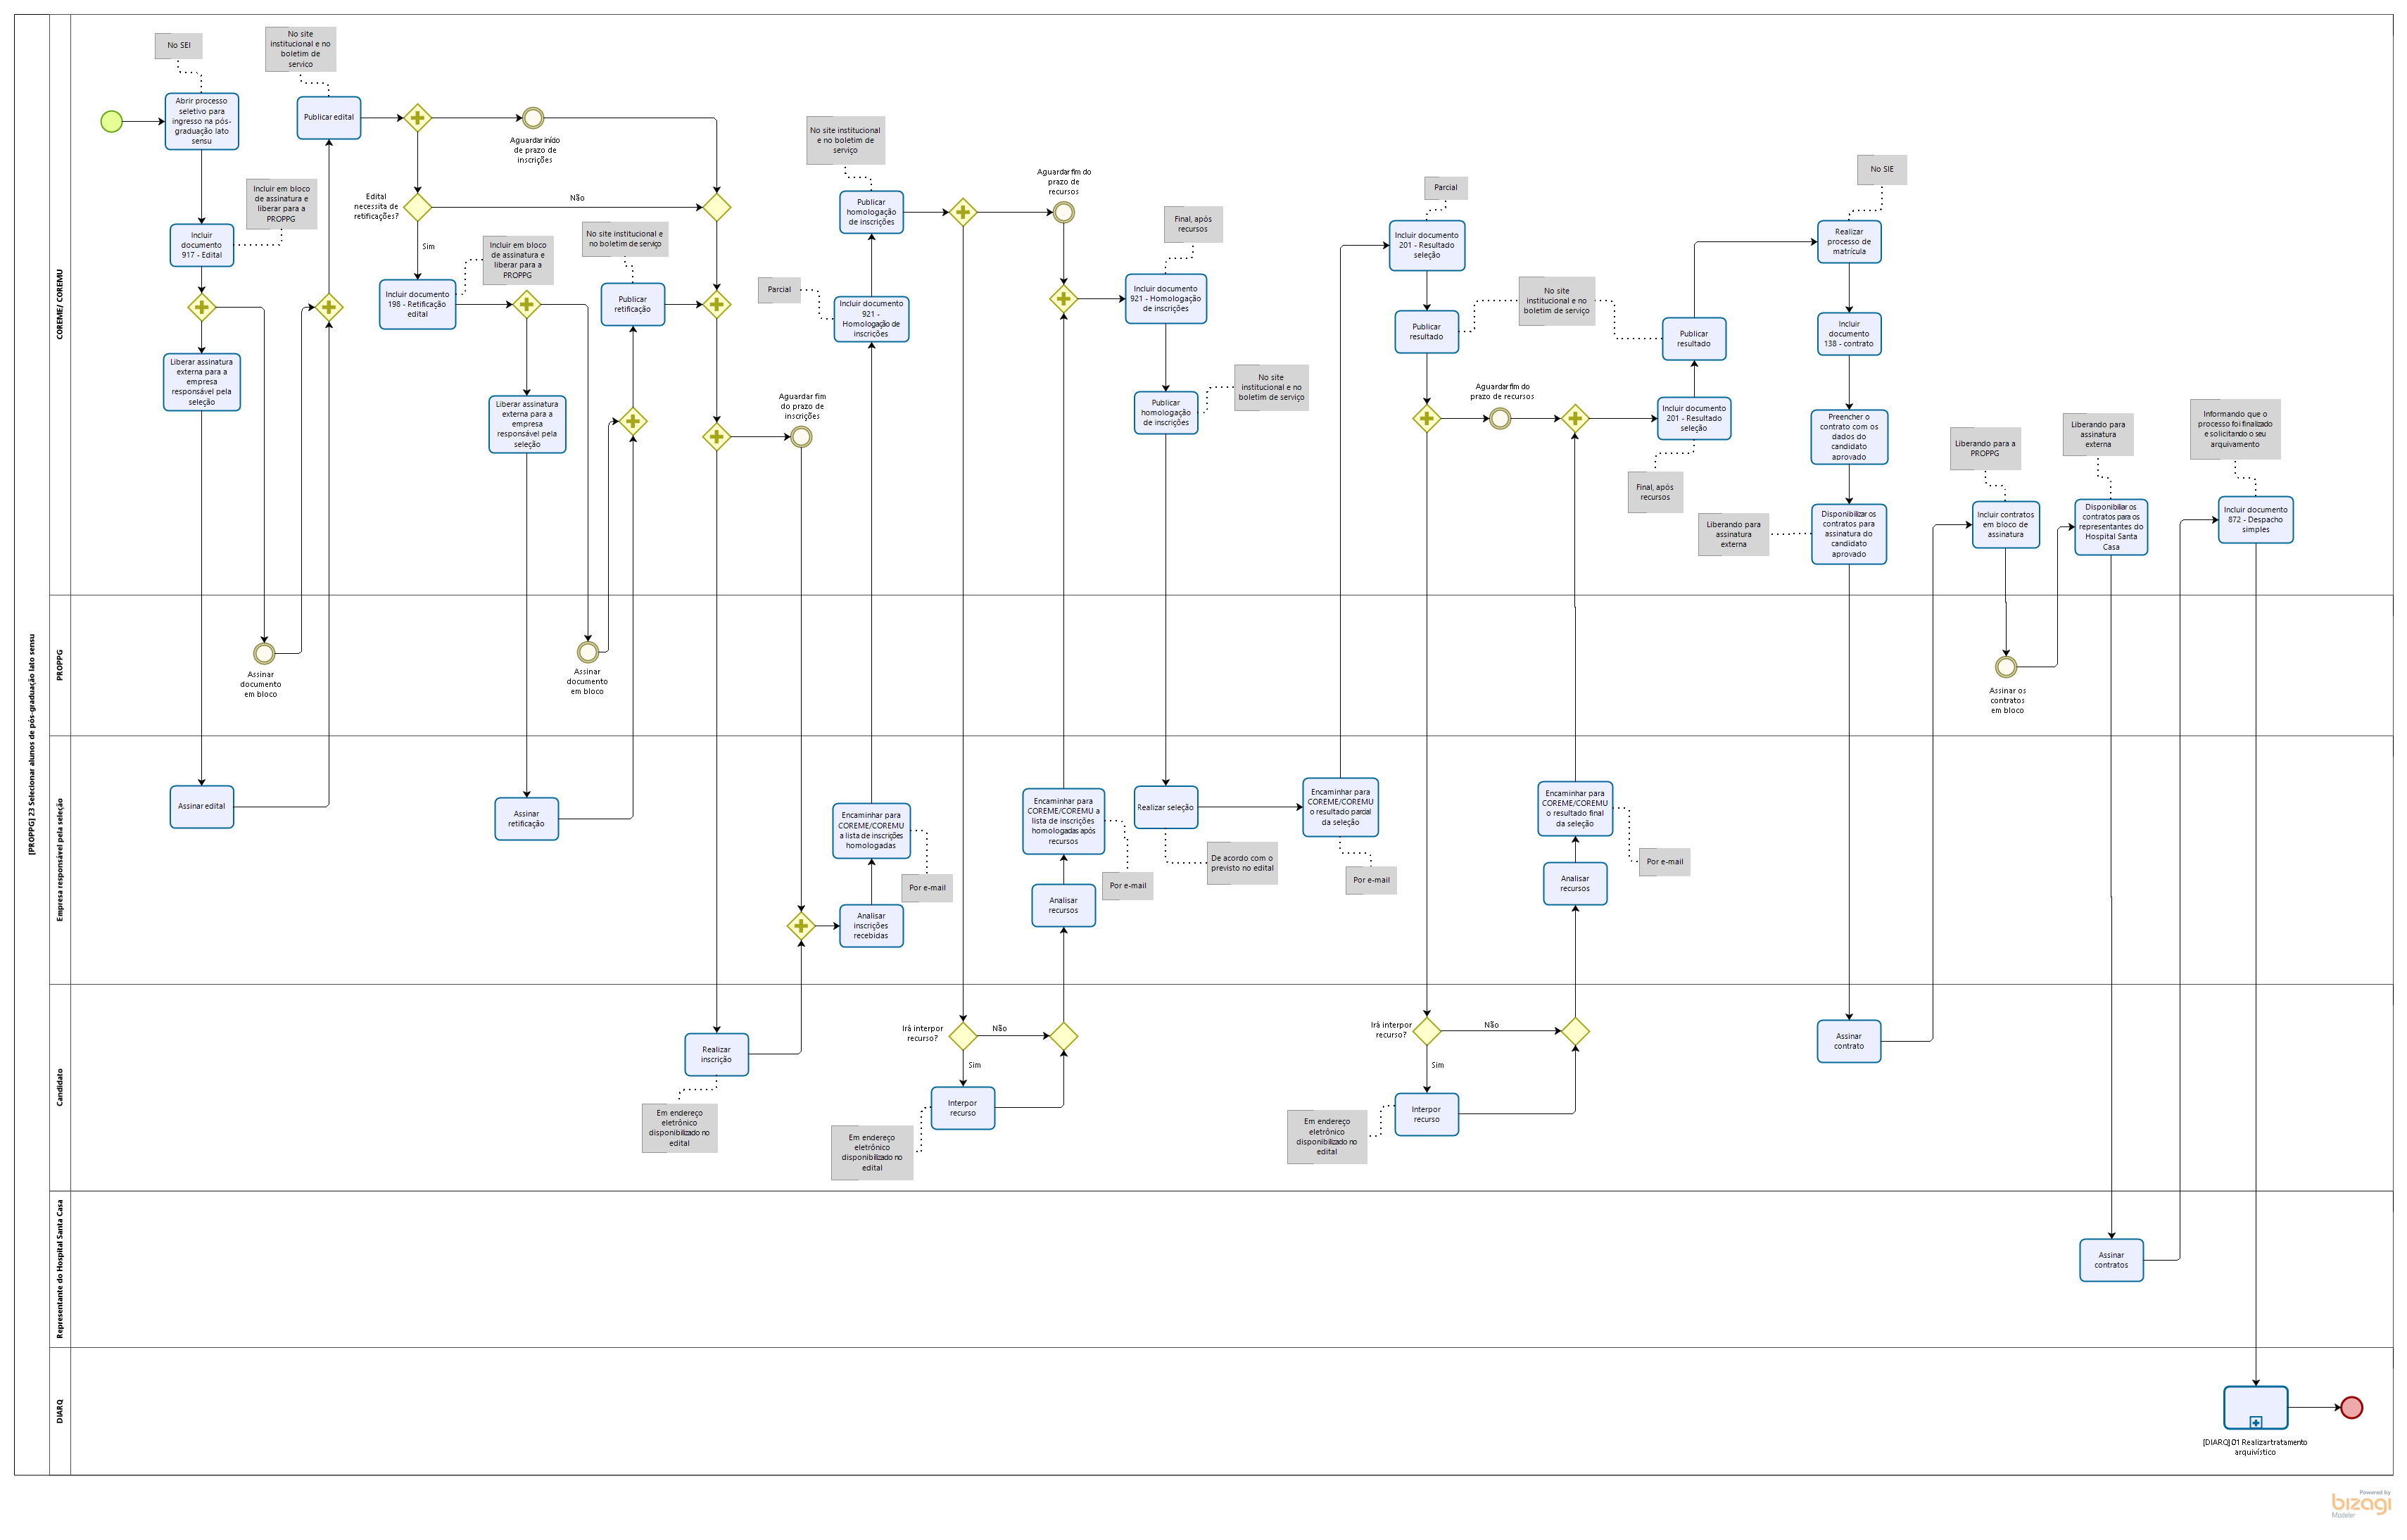 [PROPPG] 23 Selecionar alunos de pós-graduação lato sensu
COREME/ COREMU
No SEI
Abrir processo
seletivo para
ingresso na pós-
graduação lato
sensu
Incluir em bloco
de assinatura e
liberar para a
PROPPG
Incluir
documento
917 - Edital
Liberar assinatura
externa para a
empresa
responsável pela
seleção
No site
institucional e no
boletim de
serviço
Publicar edital
Aguardar início
de prazo de
inscrições
Edital
necessita de
retificações?
Não
Sim
Incluir documento
198 - Retificação
edital
Incluir em bloco
de assinatura e
liberar para a
PROPPG
Liberar assinatura
externa para a
empresa
responsável pela
seleção
No site institucional e
no boletim de serviço
Publicar
retificação
Aguardar fim
do prazo de
inscrições
No site institucional
e no boletim de
serviço
Publicar
homologação
de inscrições
Parcial
Incluir documento
921 -
Homologação de
inscrições
Aguardar fim do
prazo de
recursos
Final, após
recursos
Incluir documento
921 - Homologação
de inscrições
No site
institucional e no
boletim de serviço
Publicar
homologação
de inscrições
Parcial
Incluir documento
201 - Resultado
seleção
Publicar
resultado
No site
institucional e no
boletim de serviço
Aguardar fim do
prazo de recursos
Incluir documento
201 - Resultado
seleção
Final, após
recursos
Publicar
resultado
No SIE
Realizar
processo de
matrícula
Incluir
documento
138 - contrato
Preencher o
contrato com os
dados do
candidato
aprovado
Disponibilizar os
contratos para
assinatura do
candidato
aprovado
Liberando para
assinatura
externa
Liberando para a
PROPPG
Incluir contratos
em bloco de
assinatura
Liberando para
assinatura
externa
Disponibiliar os
contratos para os
representantes do
Hospital Santa
Casa
Informando que o
processo foi finalizado
e solicitando o seu
arquivamento
Incluir documento
872 - Despacho
simples
PROPPG
Assinar
documento
em bloco
Assinar
documento
em bloco
Assinar os
contratos
em bloco
Empresa responsável pela seleção
Assinar edital
Assinar
retificação
Encaminhar para
COREME/COREMU
a lista de inscrições
homologadas
Por e-mail
Analisar
inscrições
recebidas
Encaminhar para
COREME/COREMU a
lista de inscrições
homologadas após
recursos
Por e-mail
Analisar
recursos
Realizar seleção
De acordo com o
previsto no edital
Encaminhar para
COREME/COREMU
o resultado parcial
da seleção
Por e-mail
Encaminhar para
COREME/COREMU
o resultado final
da seleção
Por e-mail
Analisar
recursos
Candidato
Realizar
inscrição
Em endereço
eletrônico
disponibilizado no
edital
Irá interpor
recurso?
Não
Sim
Interpor
recurso
Em endereço
eletrônico
disponibilizado no
edital
Irá interpor
recurso?
Não
Sim
Interpor
recurso
Em endereço
eletrônico
disponibilizado no
edital
Assinar
contrato
Representante do Hospital Santa Casa
Assinar
contratos
DIARQ
[DIARQ] 01 Realizar tratamento
arquivístico
Powered by
bizagi
Modeler